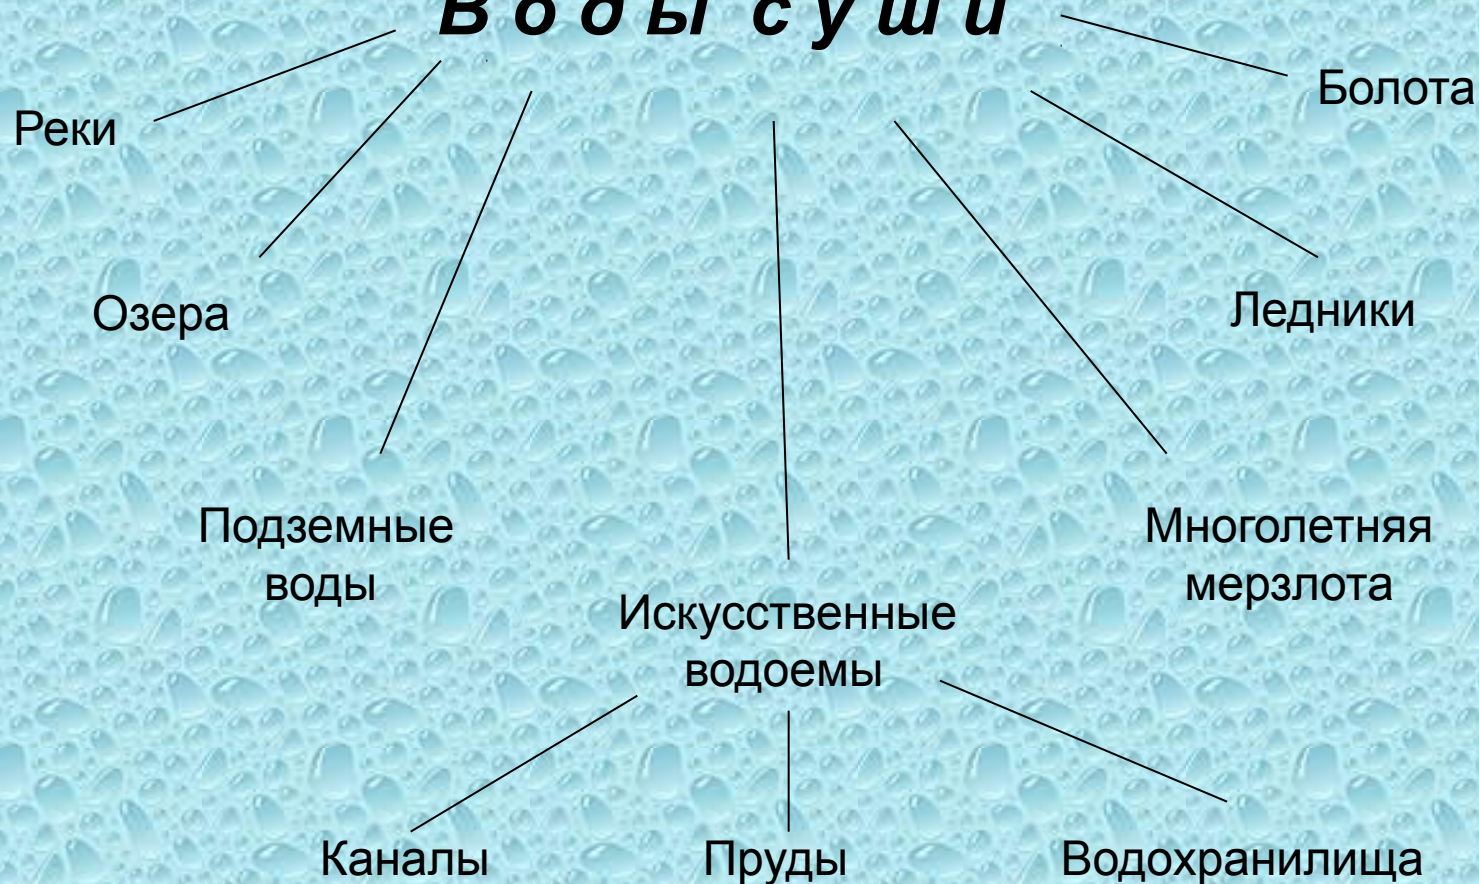 Воды суши
Болота
Реки
Озера
Ледники
Подземные
воды
Многолетняя
мерзлота
Искусственные
водоемы
Каналы
Пруды
Водохранилища